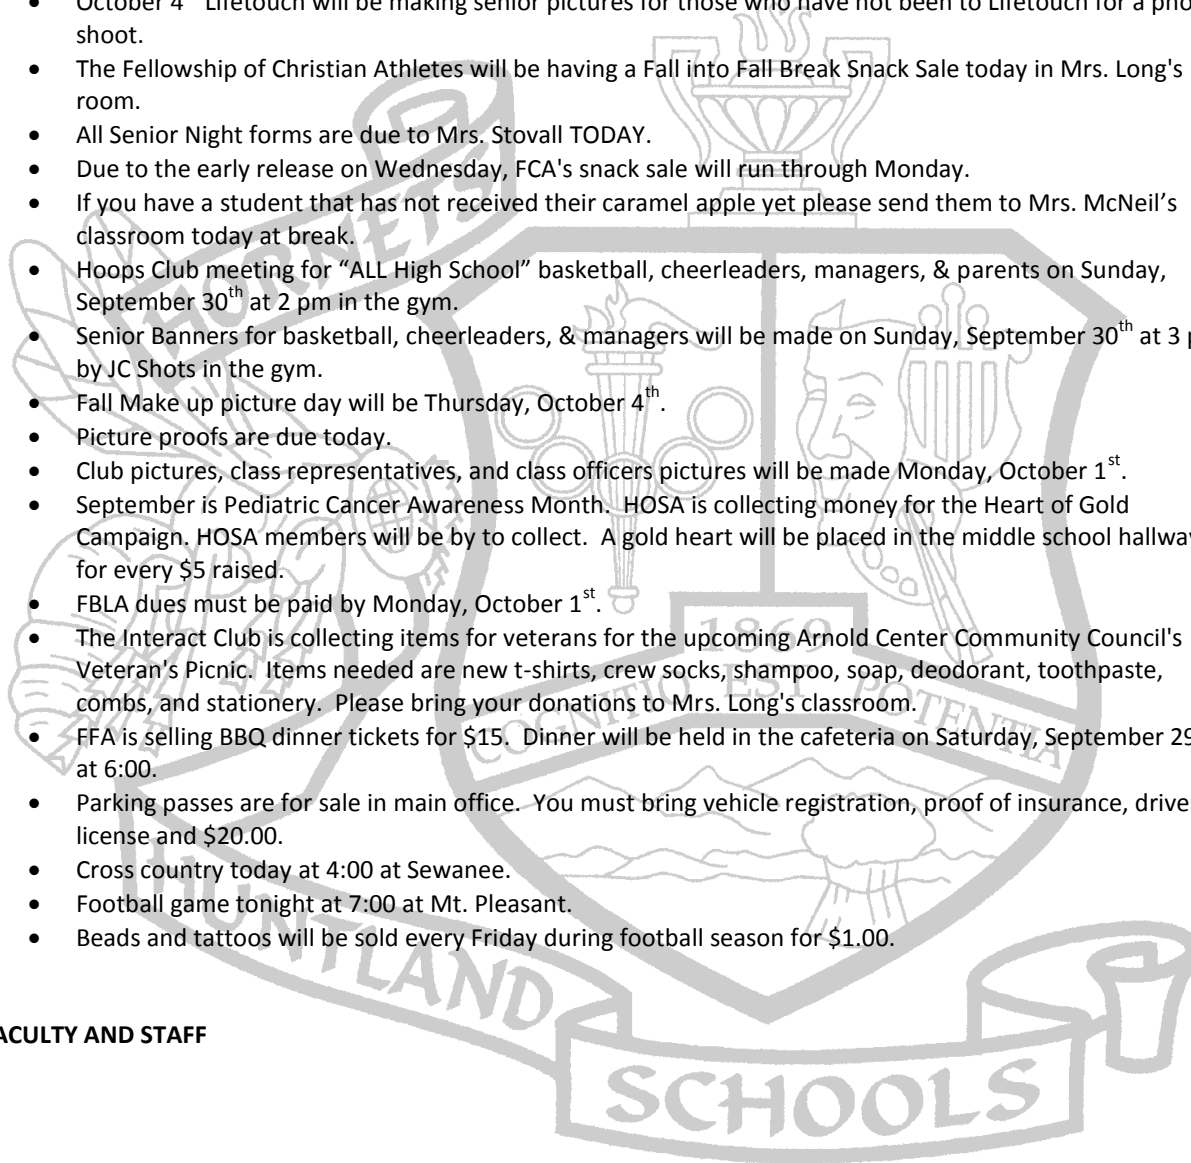 • October 4 Lifetouch will be making senior pictures for those who have not been to Lifetouch for a pho
shoot.
• The Fellowship of Christian Athletes will be having a Fall into Fall Break Snack Sale today in Mrs. Long's
room.
• All Senior Night forms are due to Mrs. Stovall TODAY.
• Due to the early release on Wednesday, FCA's snack sale will run through Monday.
• If you have a student that has not received their caramel apple yet please send them to Mrs. McNeil’s
classroom today at break.
• Hoops Club meeting for “ALL High School” basketball, cheerleaders, managers, & parents on Sunday,
September 30th at 2 pm in the gym.
• Senior Banners for basketball, cheerleaders, & managers will be made on Sunday, September 30th at 3 p
by JC Shots in the gym.
• Fall Make up picture day will be Thursday, October 4th.
• Picture proofs are due today.
• Club pictures, class representatives, and class officers pictures will be made Monday, October 1st.
• September is Pediatric Cancer Awareness Month.  HOSA is collecting money for the Heart of Gold
Campaign. HOSA members will be by to collect.  A gold heart will be placed in the middle school hallway
for every $5 raised.
• FBLA dues must be paid by Monday, October 1st.
• The Interact Club is collecting items for veterans for the upcoming Arnold Center Community Council's
Veteran's Picnic.  Items needed are new t-shirts, crew socks, shampoo, soap, deodorant, toothpaste,
combs, and stationery.  Please bring your donations to Mrs. Long's classroom.
• FFA is selling BBQ dinner tickets for $15.  Dinner will be held in the cafeteria on Saturday, September 29
at 6:00.
• Parking passes are for sale in main office.  You must bring vehicle registration, proof of insurance, drive
license and $20.00.
• Cross country today at 4:00 at Sewanee.
• Football game tonight at 7:00 at Mt. Pleasant.
• Beads and tattoos will be sold every Friday during football season for $1.00.
ACULTY AND STAFF
HORNETS
1869
COGNITIO EST POTENTIA
HUNTLAND
SCHOOLS